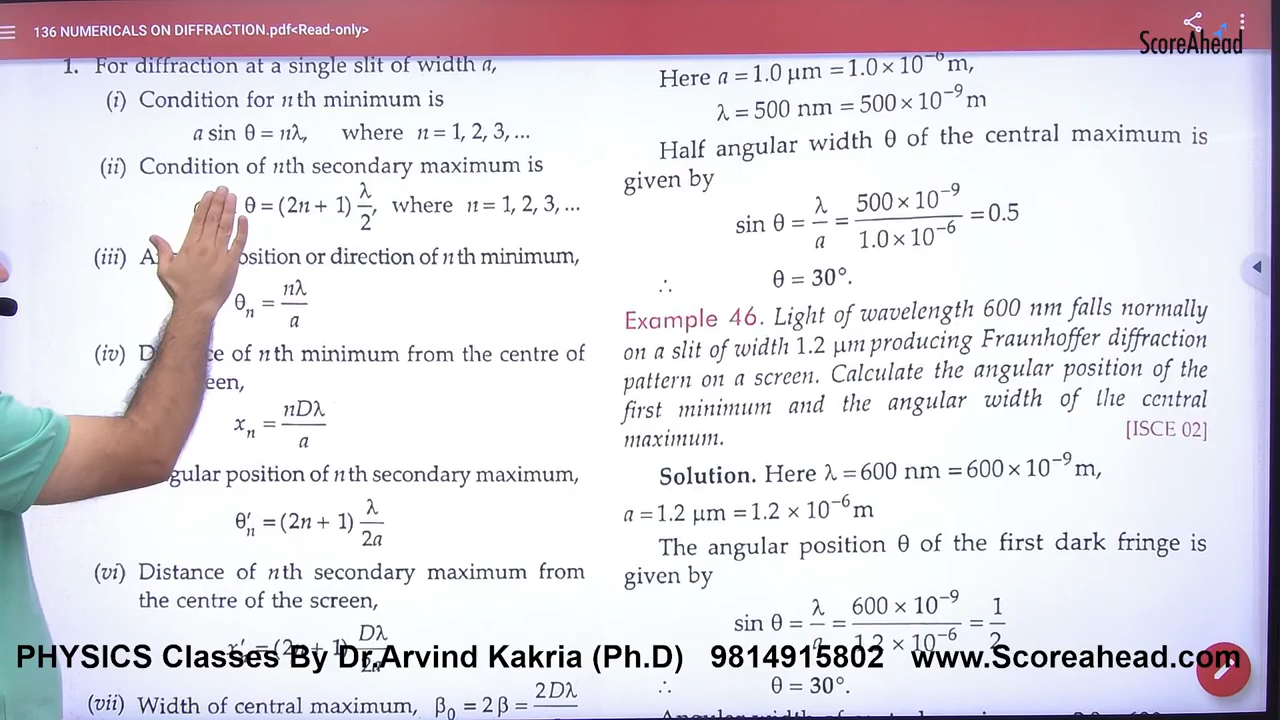 136 NUMERICALS ON DIFFRACTION.pdf<Read-only>
ScoreAhead
1. For diffraction at a single slit of width a,
(i) Condition for nth minimum is
a sin θ = nλ, where n = 1, 2, 3, ...
(ii) Condition of nth secondary maximum is
θ = (2n + 1) λ/2, where n = 1, 2, 3, ...
(iii) osition or direction of nth minimum,
θn = nλ/a
(iv) of nth minimum from the centre of
een,
xn = nDλ/a
gular position of nth secondary maximum,
θ′n = (2n + 1) λ/2a
(vi) Distance of nth secondary maximum from
the centre of the screen,
(2n + 1) Dλ
(vii) Width of central maximum, β0 = 2β = 2Dλ
Here a = 1.0 μm = 1.0 × 10⁻⁶ m,
λ = 500 nm = 500 × 10⁻⁹ m
Half angular width θ of the central maximum is
given by
sin θ = λ/a = 500 × 10⁻⁹/1.0 × 10⁻⁶ = 0.5
∴ θ = 30°.
Example 46. Light of wavelength 600 nm falls normally
on a slit of width 1.2 μm producing Fraunhoffer diffraction
pattern on a screen. Calculate the angular position of the
first minimum and the angular width of the central
maximum. [ISCE 02]
Solution. Here λ = 600 nm = 600 × 10⁻⁹ m,
a = 1.2 μm = 1.2 × 10⁻⁶ m
The angular position θ of the first dark fringe is
given by
sin θ = λ/a = 600 × 10⁻⁹/1.2 × 10⁻⁶ = 1/2
∴ θ = 30°.
PHYSICS Classes By Dr Arvind Kakria (Ph.D) 9814915802 www.Scoreahead.com